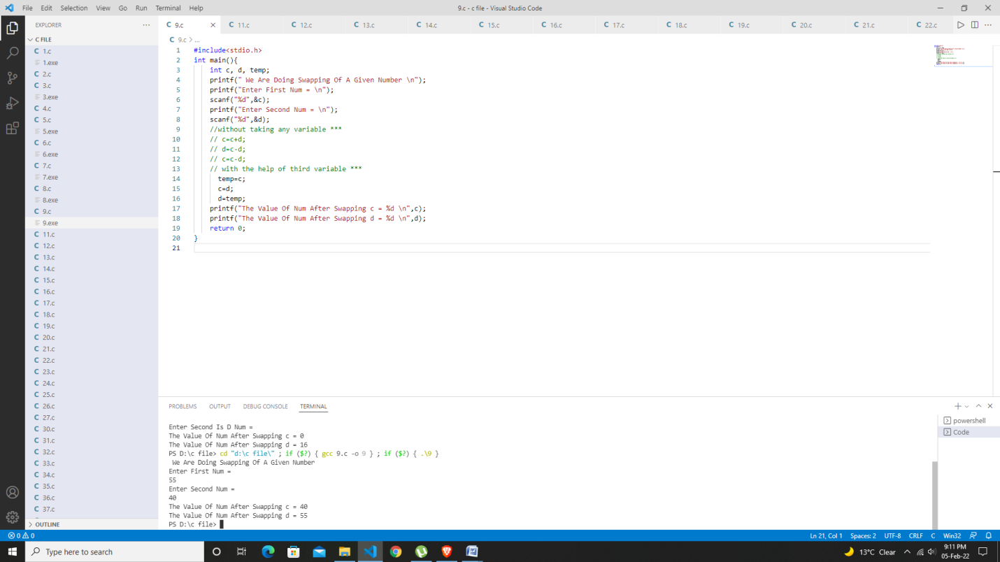 File Edit Selection View Go Run Terminal Help
9.c - c file - Visual Studio Code
EXPLORER
C FILE
1.c
1.exe
2.c
3.c
3.exe
4.c
5.c
5.exe
6.c
6.exe
7.c
7.exe
8.c
8.exe
9.c
9.exe
11.c
12.c
13.c
14.c
15.c
16.c
17.c
18.c
19.c
20.c
21.c
22.c
23.c
24.c
25.c
26.c
27.c
30.c
31.c
32.c
33.c
34.c
35.c
36.c
37.c
OUTLINE
9.c 11.c 12.c 13.c 14.c 15.c 16.c 17.c 18.c 19.c 20.c 21.c 22.c
9.c > ...
1 #include<stdio.h>
2 int main(){
3 int c, d, temp;
4 printf(" We Are Doing Swapping Of A Given Number \n");
5 printf("Enter First Num = \n");
6 scanf("%d",&c);
7 printf("Enter Second Num = \n");
8 scanf("%d",&d);
9 //without taking any variable ***
10 // c=c+d;
11 // d=c-d;
12 // c=c-d;
13 // with the help of third variable ***
14 temp=c;
15 c=d;
16 d=temp;
17 printf("The Value Of Num After Swapping c = %d \n",c);
18 printf("The Value Of Num After Swapping d = %d \n",d);
19 return 0;
20 }
21
PROBLEMS OUTPUT DEBUG CONSOLE TERMINAL
Enter Second Is D Num =
The Value Of Num After Swapping c = 0
The Value Of Num After Swapping d = 16
PS D:\c file> cd "d:\c file\" ; if ($?) { gcc 9.c -o 9 } ; if ($?) { .\9 }
We Are Doing Swapping Of A Given Number
Enter First Num =
55
Enter Second Num =
40
The Value Of Num After Swapping c = 40
The Value Of Num After Swapping d = 55
PS D:\c file>
powershell
Code
0 0
Ln 21, Col 1 Spaces: 2 UTF-8 CRLF C Win32
Type here to search
13°C Clear
9:11 PM
05-Feb-22